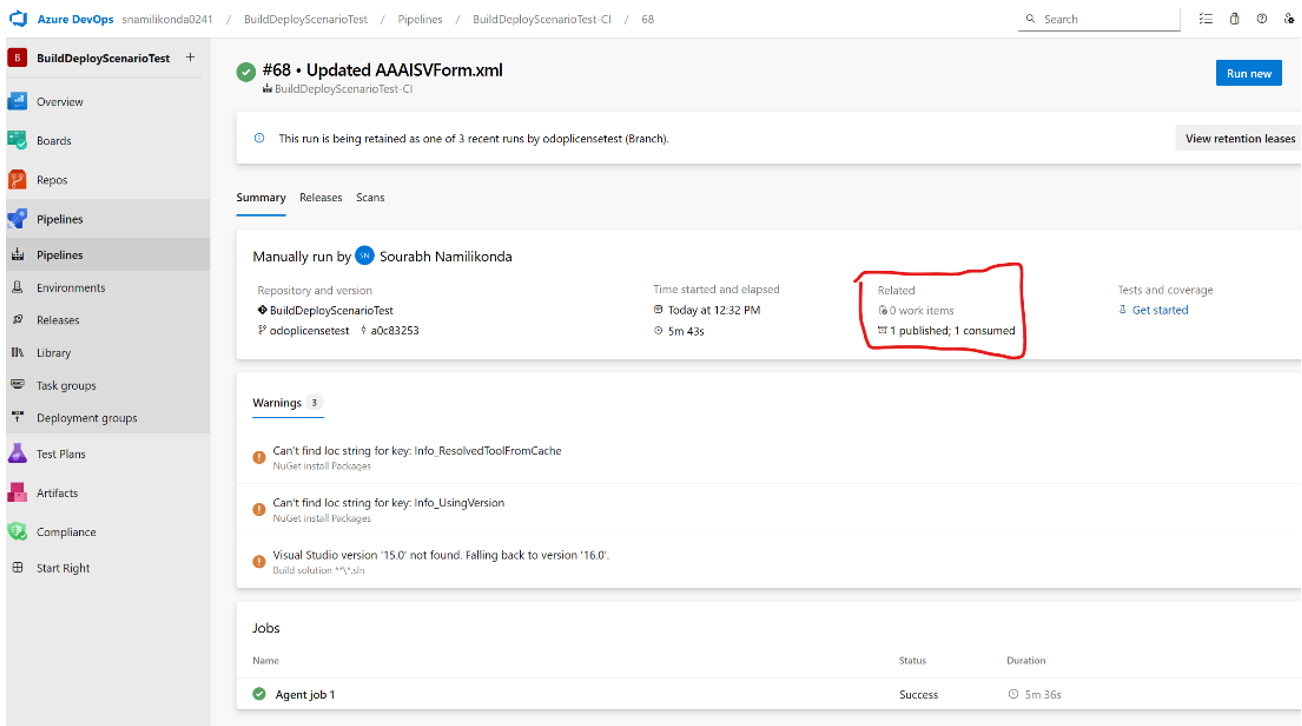 Azure DevOps snamilikonda0241 / BuildDeployScenarioTest / Pipelines / BuildDeployScenarioTest-CI / 68
Search
B BuildDeployScenarioTest +
Overview
Boards
Repos
Pipelines
Pipelines
Environments
Releases
Library
Task groups
Deployment groups
Test Plans
Artifacts
Compliance
Start Right
#68 • Updated AAAISVForm.xml
BuildDeployScenarioTest-CI
Run new
This run is being retained as one of 3 recent runs by odoplicensetest (Branch).
View retention leases
Summary Releases Scans
Manually run by SN Sourabh Namilikonda
Repository and version
BuildDeployScenarioTest
odoplicensetest a0c83253
Time started and elapsed
Today at 12:32 PM
5m 43s
Related
0 work items
1 published; 1 consumed
Tests and coverage
Get started
Warnings 3
Can't find loc string for key: Info_ResolvedToolFromCache
NuGet install Packages
Can't find loc string for key: Info_UsingVersion
NuGet install Packages
Visual Studio version '15.0' not found. Falling back to version '16.0'.
Build solution **\*.sln
Jobs
Name Status Duration
Agent job 1 Success 5m 36s